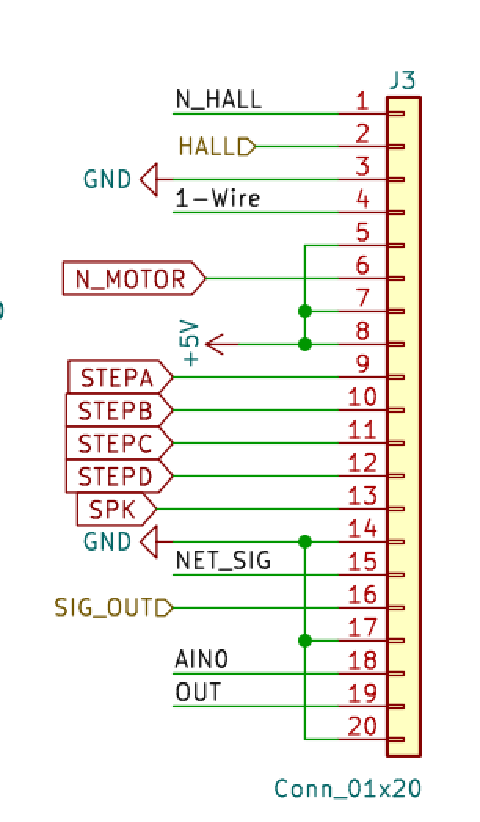 J3
N_HALL 1
HALL 2
GND 3
1-Wire 4
5
N_MOTOR 6
7
+5V 8
STEPA 9
STEPB 10
STEPC 11
STEPD 12
SPK 13
GND 14
NET_SIG 15
SIG_OUT 16
17
AIN0 18
OUT 19
20
Conn_01x20